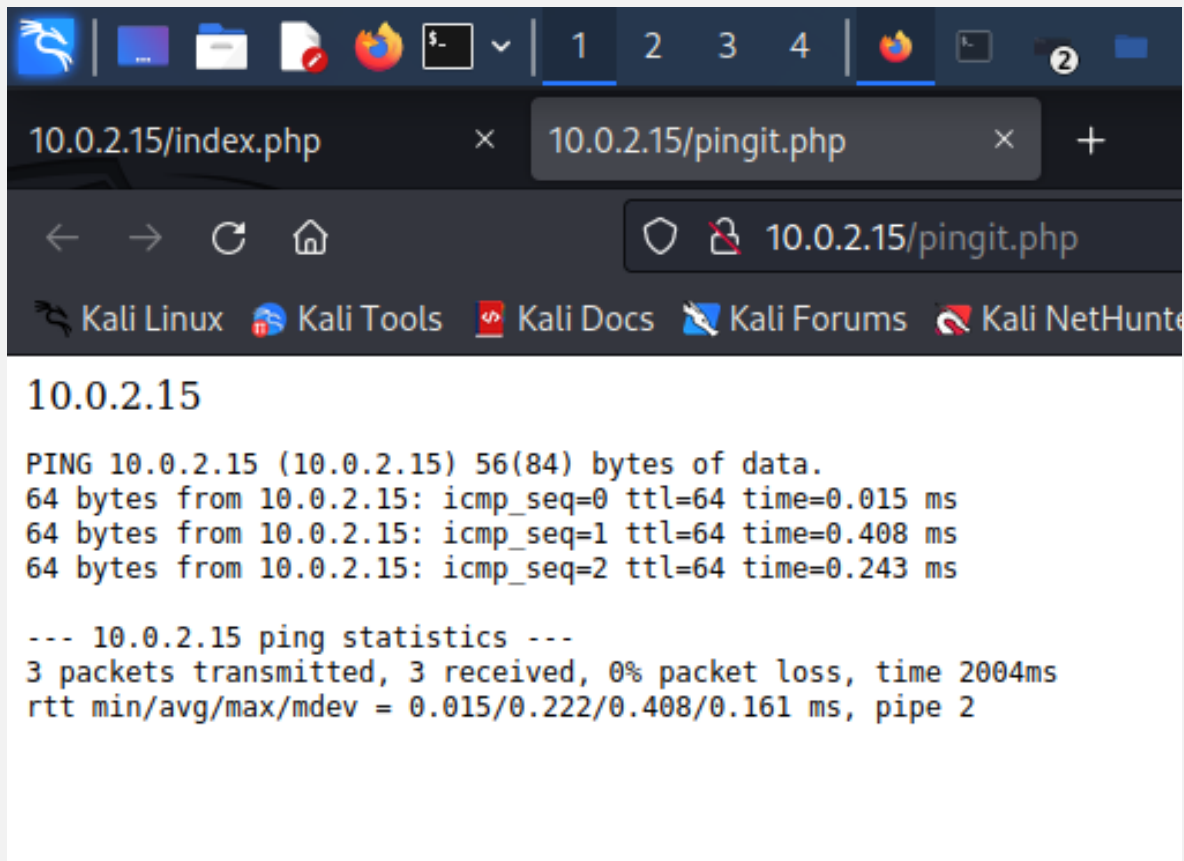 $_
1 2 3 4
2
10.0.2.15/index.php
10.0.2.15/pingit.php
10.0.2.15/pingit.php
Kali Linux Kali Tools Kali Docs Kali Forums Kali NetHunte
10.0.2.15
PING 10.0.2.15 (10.0.2.15) 56(84) bytes of data.
64 bytes from 10.0.2.15: icmp_seq=0 ttl=64 time=0.015 ms
64 bytes from 10.0.2.15: icmp_seq=1 ttl=64 time=0.408 ms
64 bytes from 10.0.2.15: icmp_seq=2 ttl=64 time=0.243 ms
--- 10.0.2.15 ping statistics ---
3 packets transmitted, 3 received, 0% packet loss, time 2004ms
rtt min/avg/max/mdev = 0.015/0.222/0.408/0.161 ms, pipe 2